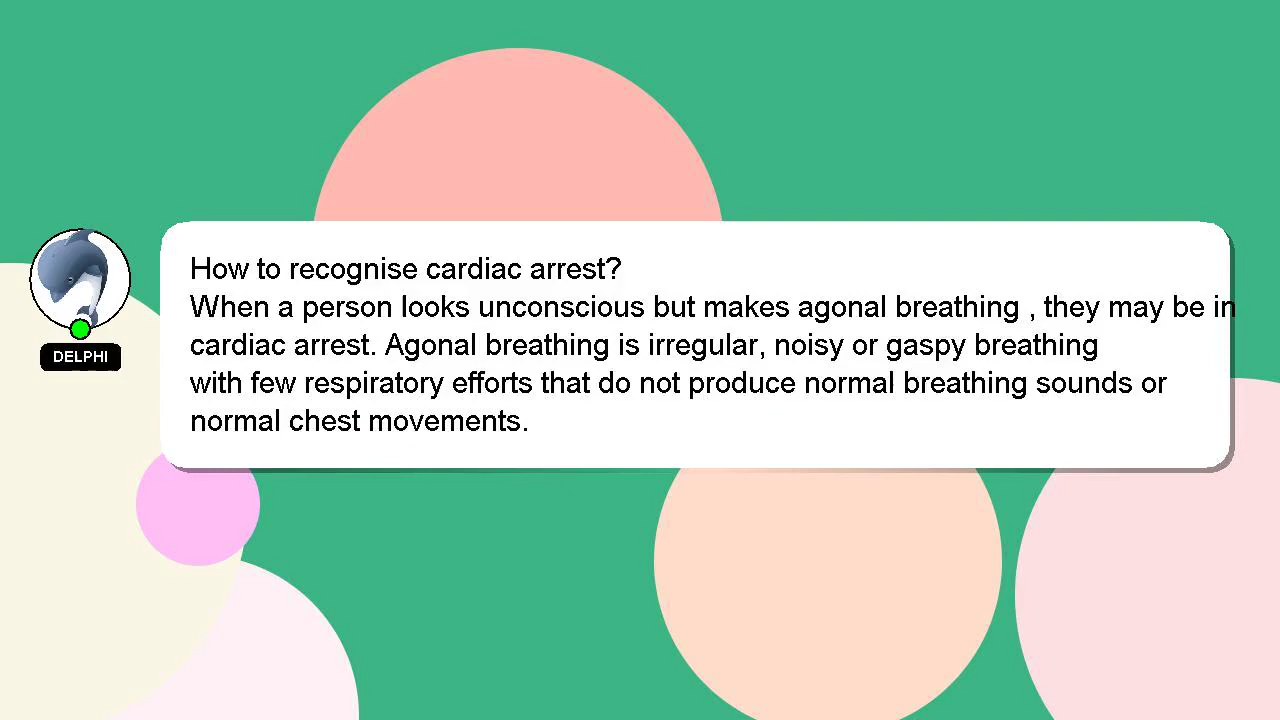 How to recognise cardiac arrest?
When a person looks unconscious but makes agonal breathing , they may be in
cardiac arrest. Agonal breathing is irregular, noisy or gaspy breathing
with few respiratory efforts that do not produce normal breathing sounds or
normal chest movements.
DELPHI